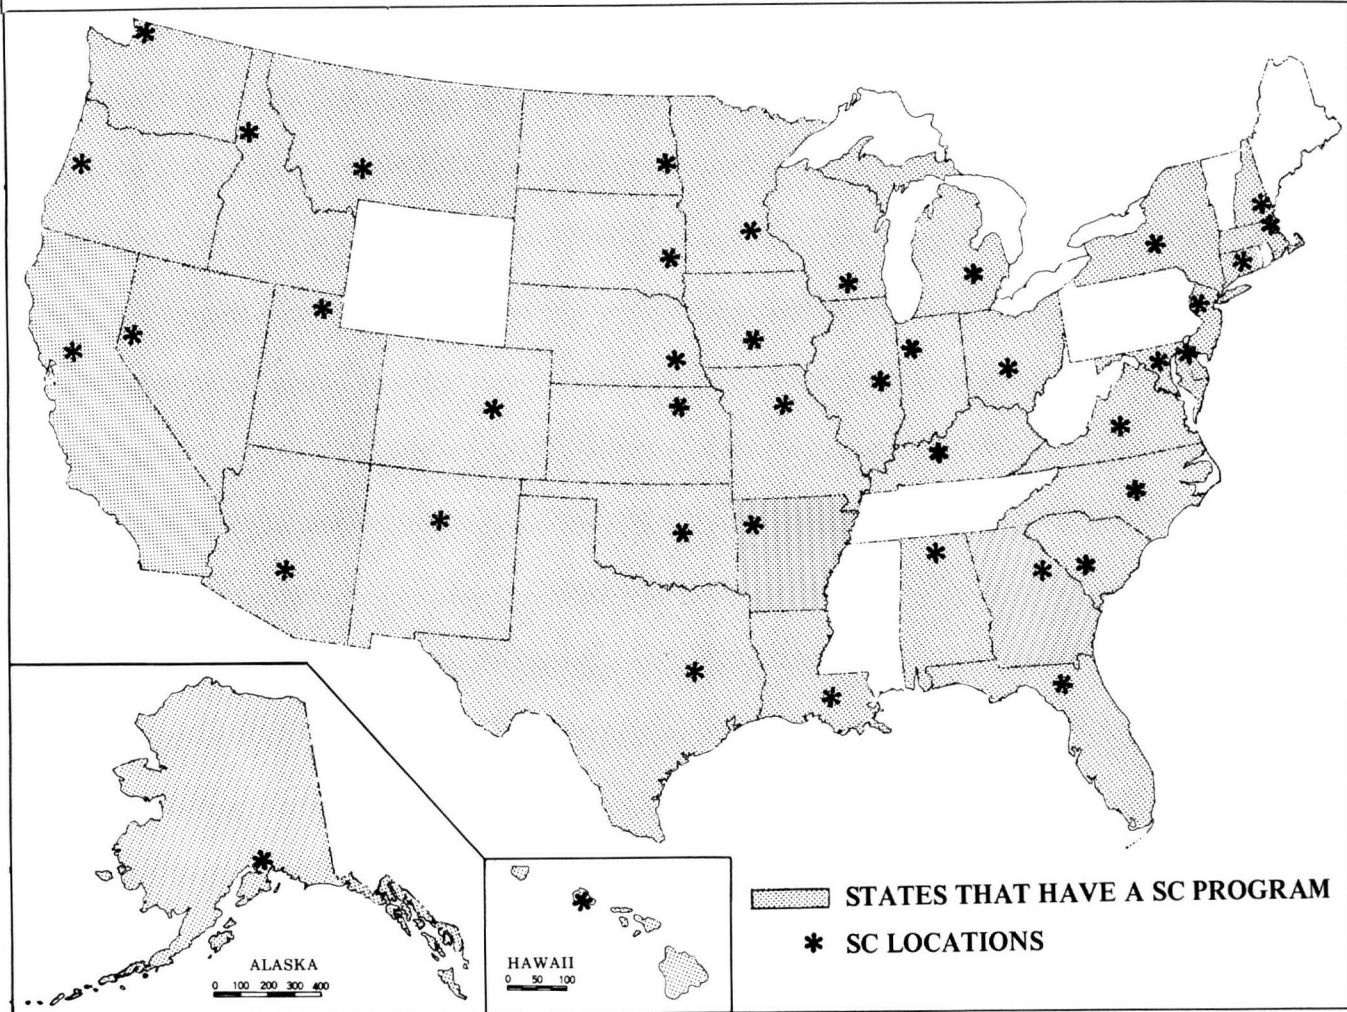 STATES THAT HAVE A SC PROGRAM
SC LOCATIONS
ALASKA
0 100 200 300 400
HAWAII
0 50 100